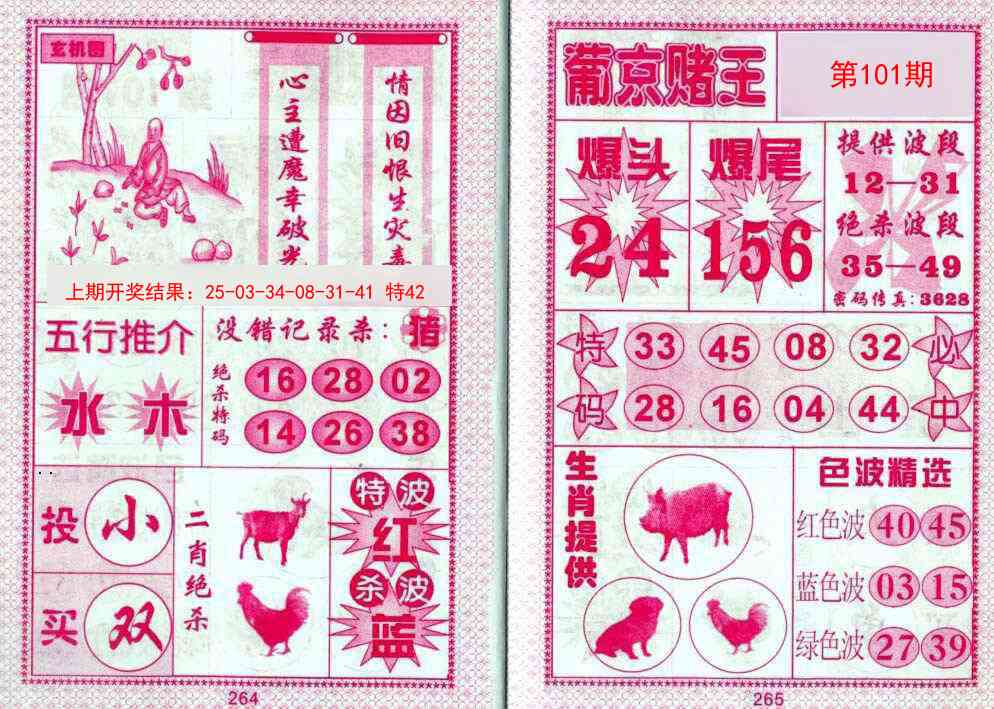 玄机图
情因旧恨生灾毒
心主遭魔幸破光
上期开奖结果：25-03-34-08-31-41 特42
五行推介
水 木
没错记录杀：猪
绝杀特码
16 28 02
14 26 38
投 小
买 双
二肖绝杀
特波
红
杀波
蓝
264
葡京赌王
第101期
爆头
24
爆尾
156
提供波段
12—31
绝杀波段
35—49
密码传真：3628
特码
33 45 08 32
28 16 04 44
必中
生肖提供
色波精选
红色波 40 45
蓝色波 03 15
绿色波 27 39
265